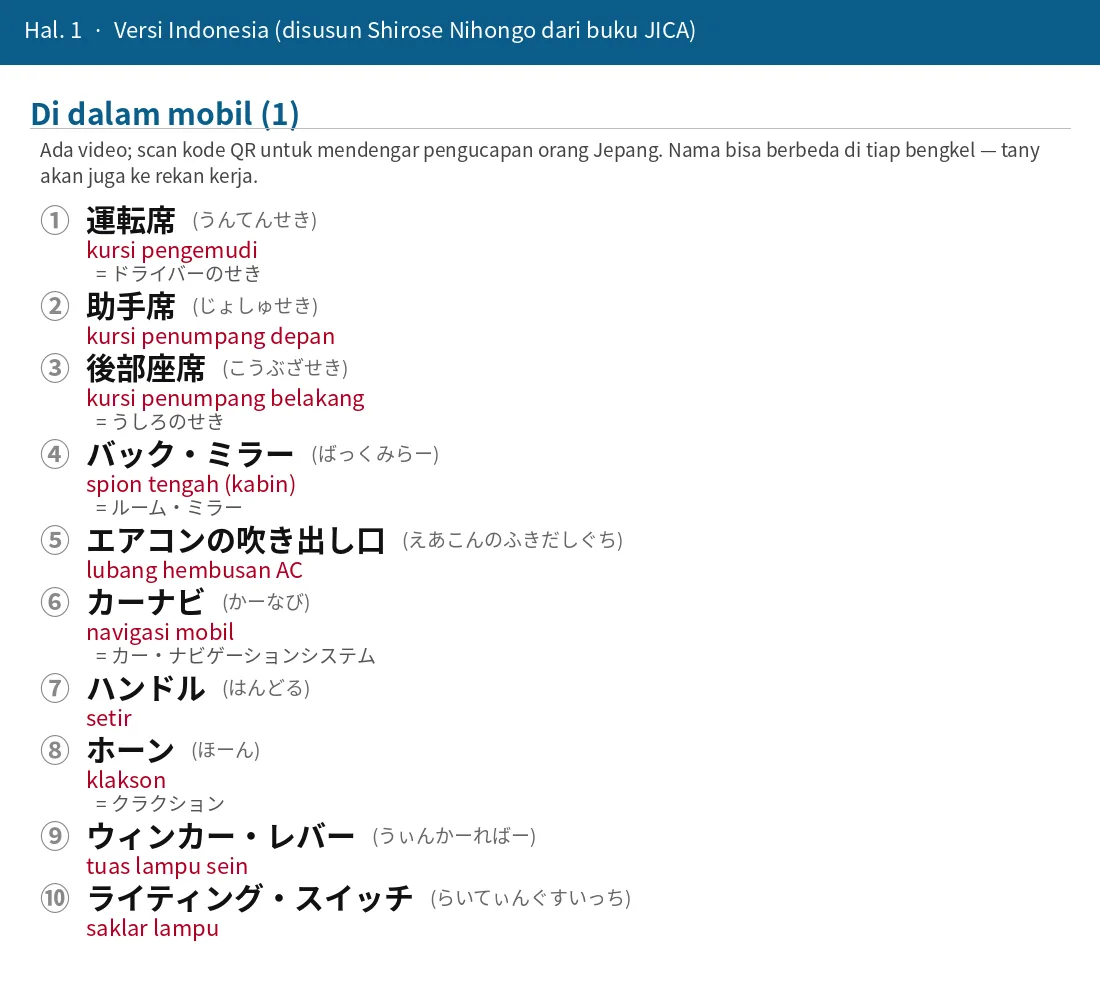 Hal. 1 · Versi Indonesia (disusun Shirose Nihongo dari buku JICA)
Di dalam mobil (1)
Ada video; scan kode QR untuk mendengar pengucapan orang Jepang. Nama bisa berbeda di tiap bengkel — tany
akan juga ke rekan kerja.
① 運転席 (うんてんせき)
kursi pengemudi
= ドライバーのせき
② 助手席 (じょしゅせき)
kursi penumpang depan
③ 後部座席 (こうぶざせき)
kursi penumpang belakang
= うしろのせき
④ バック・ミラー (ばっくみらー)
spion tengah (kabin)
= ルーム・ミラー
⑤ エアコンの吹き出し口 (えあこんのふきだしぐち)
lubang hembusan AC
⑥ カーナビ (かーなび)
navigasi mobil
= カー・ナビゲーションシステム
⑦ ハンドル (はんどる)
setir
⑧ ホーン (ほーん)
klakson
= クラクション
⑨ ウィンカー・レバー (うぃんかーればー)
tuas lampu sein
⑩ ライティング・スイッチ (らいてぃんぐすいっち)
saklar lampu